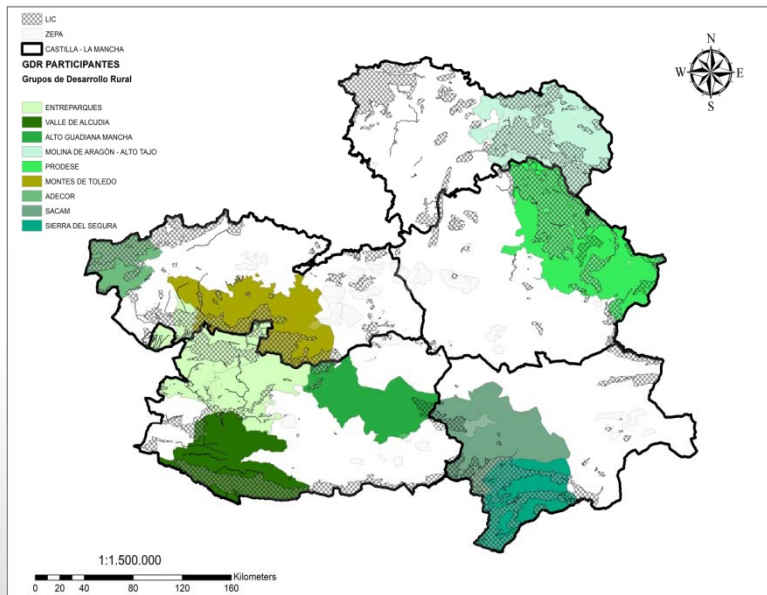 LIC
ZEPA
CASTILLA - LA MANCHA
GDR PARTICIPANTES
Grupos de Desarrollo Rural
ENTREPARQUES
VALLE DE ALCUDIA
ALTO GUADIANA MANCHA
MOLINA DE ARAGÓN - ALTO TAJO
PRODESE
MONTES DE TOLEDO
ADECOR
SACAM
SIERRA DEL SEGURA
N
W E
S
1:1.500.000
Kilometers
0 20 40 80 120 160